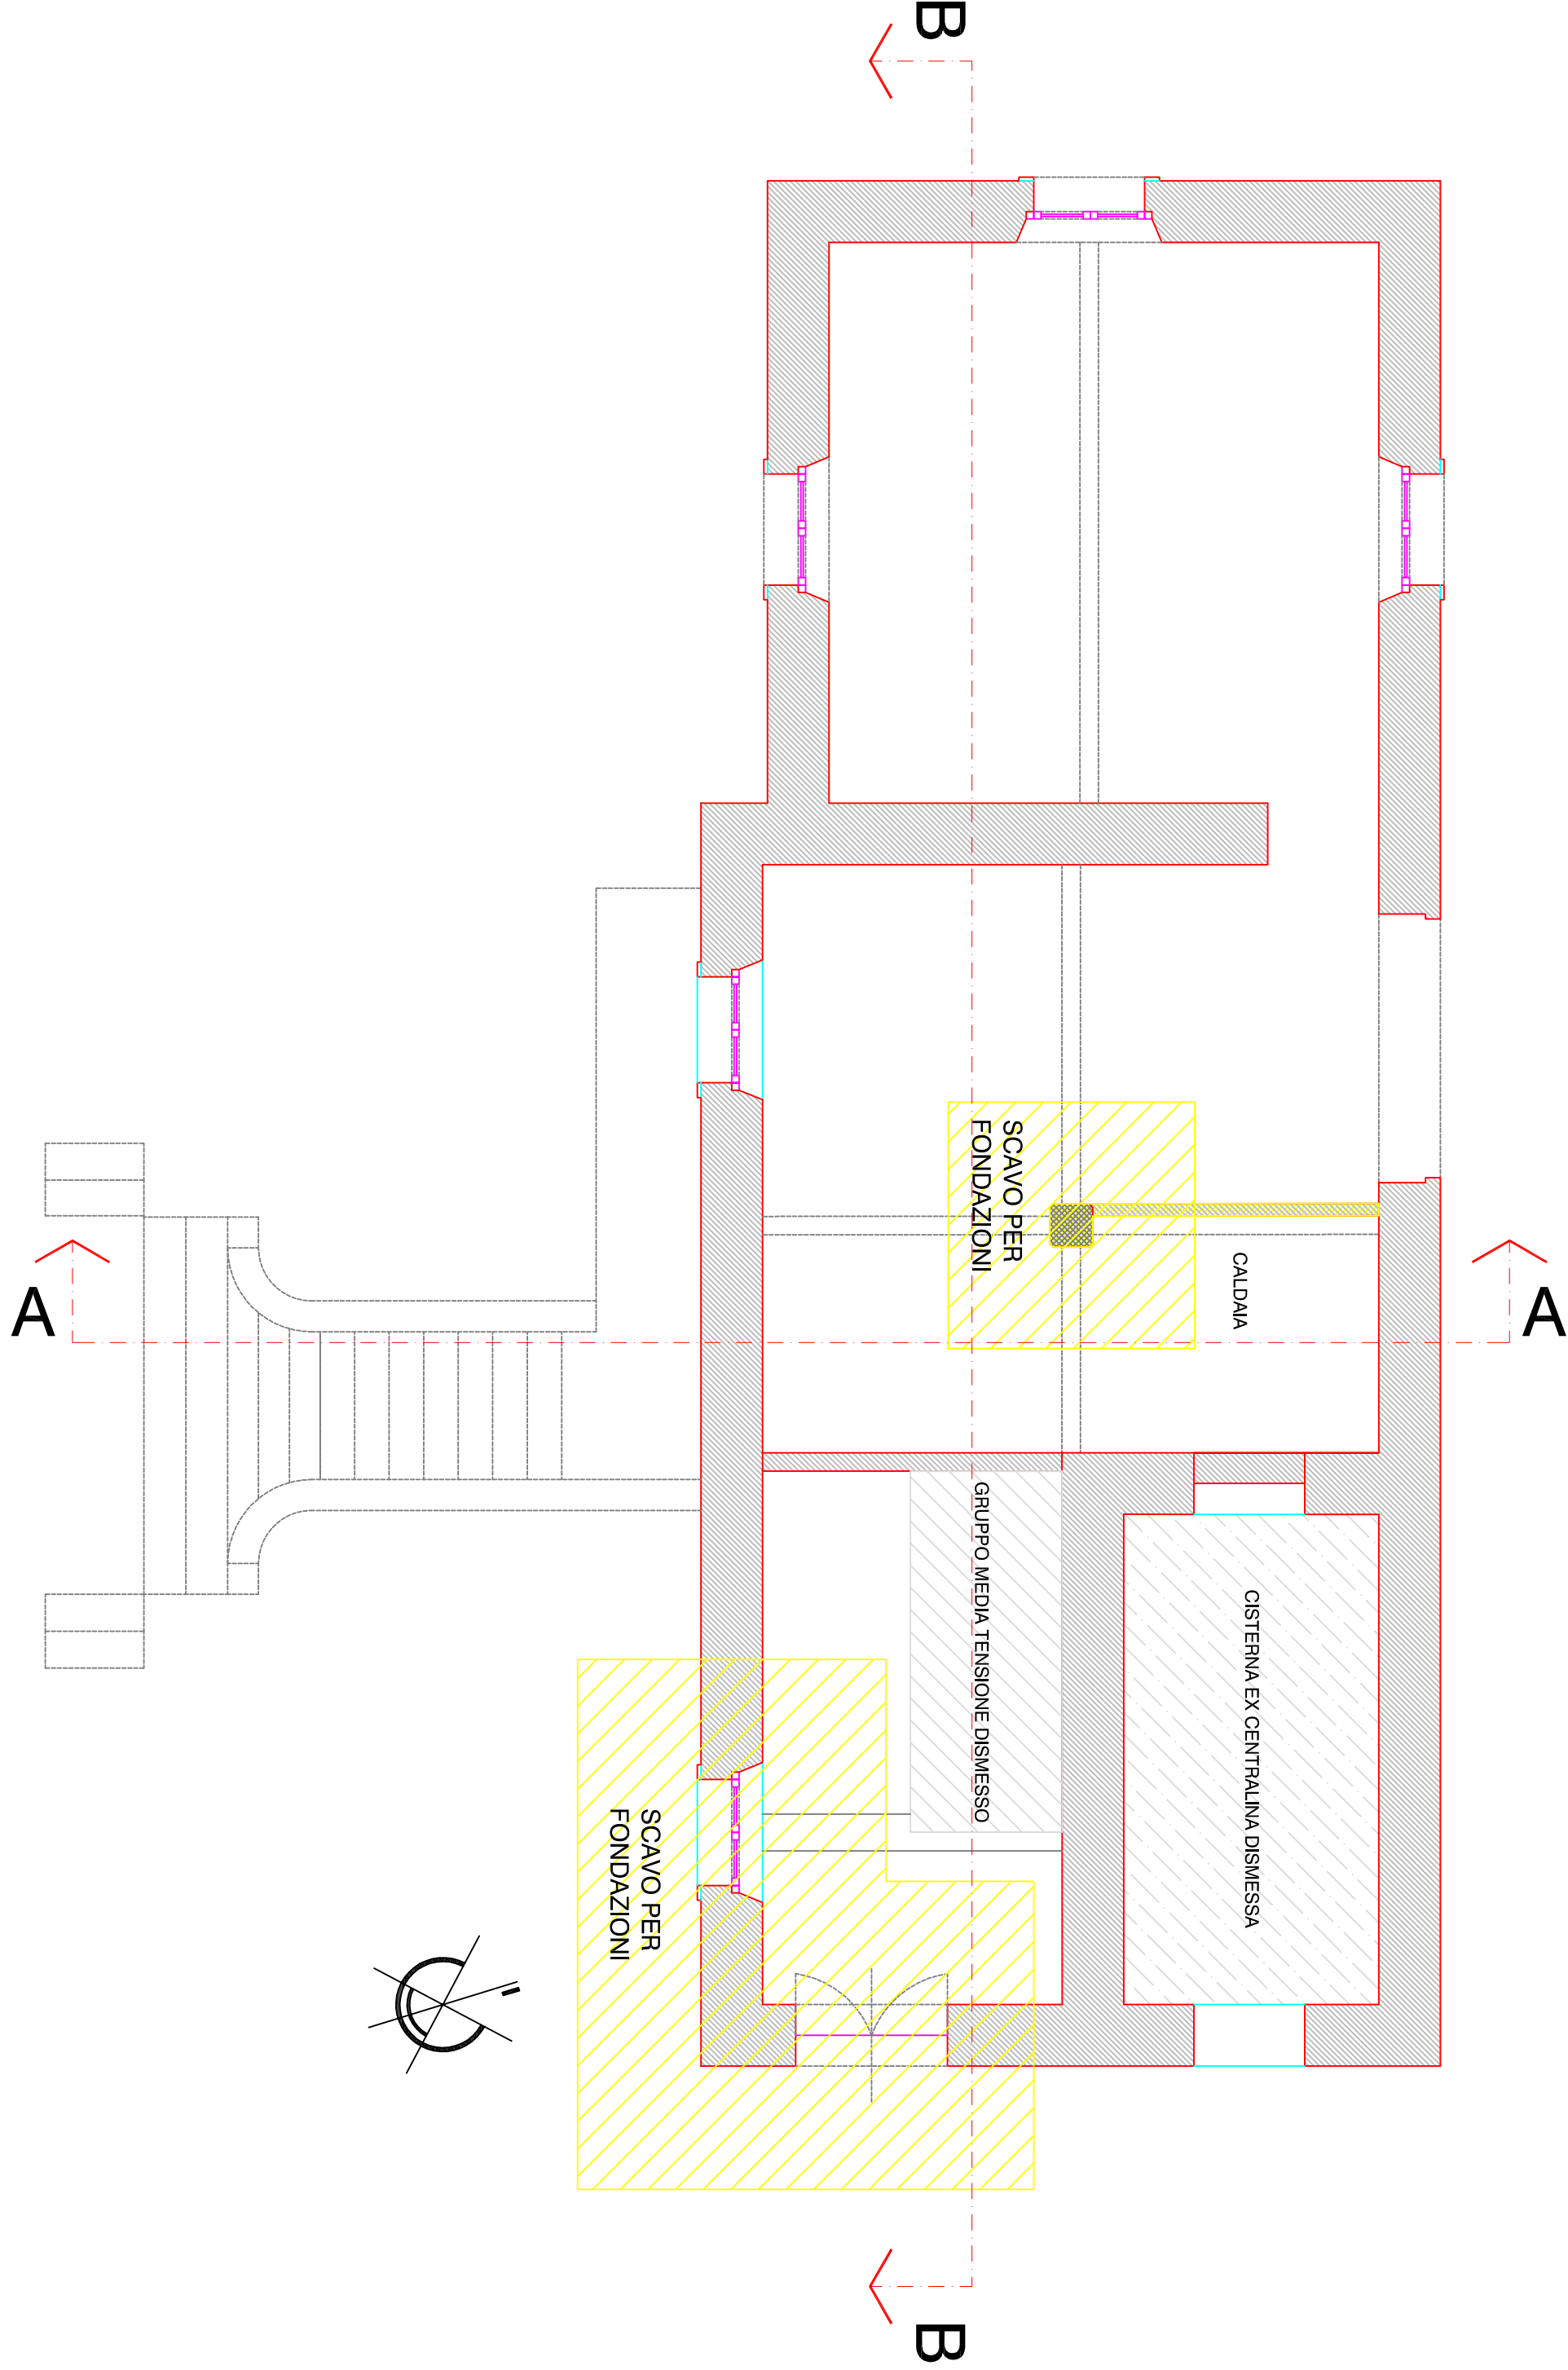 B
SCAVO PER
FONDAZIONI
CALDAIA
A
A
GRUPPO MEDIA TENSIONE DISMESSO
CISTERNA EX CENTRALINA DISMESSA
SCAVO PER
FONDAZIONI
B